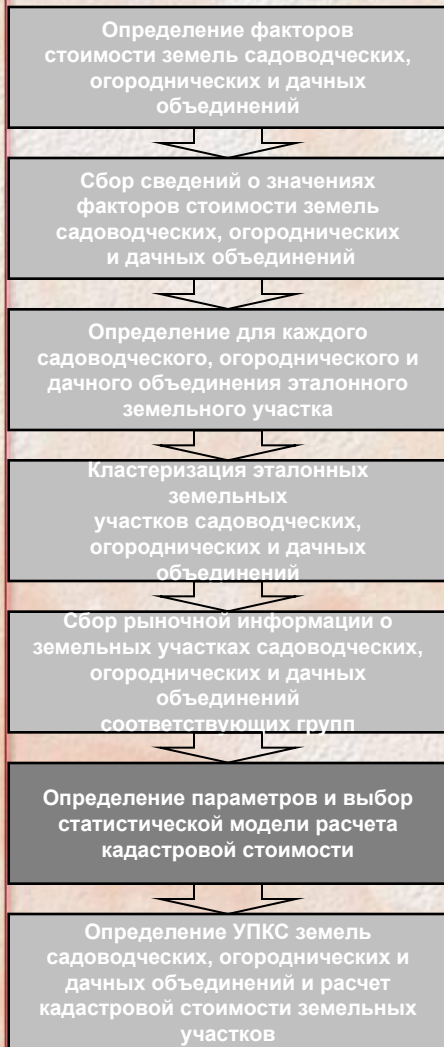 Определение факторов
стоимости земель садоводческих,
огороднических и дачных
объединений
Сбор сведений о значениях
факторов стоимости земель
садоводческих, огороднических
и дачных объединений
Определение для каждого
садоводческого, огороднического и
дачного объединения эталонного
земельного участка
Кластеризация эталонных
земельных
участков садоводческих,
огороднических и дачных
объединений
Сбор рыночной информации о
земельных участках садоводческих,
огороднических и дачных
объединений
соответствующих групп
Определение параметров и выбор
статистической модели расчета
кадастровой стоимости
Определение УПКС земель
садоводческих, огороднических и
дачных объединений и расчет
кадастровой стоимости земельных
участков